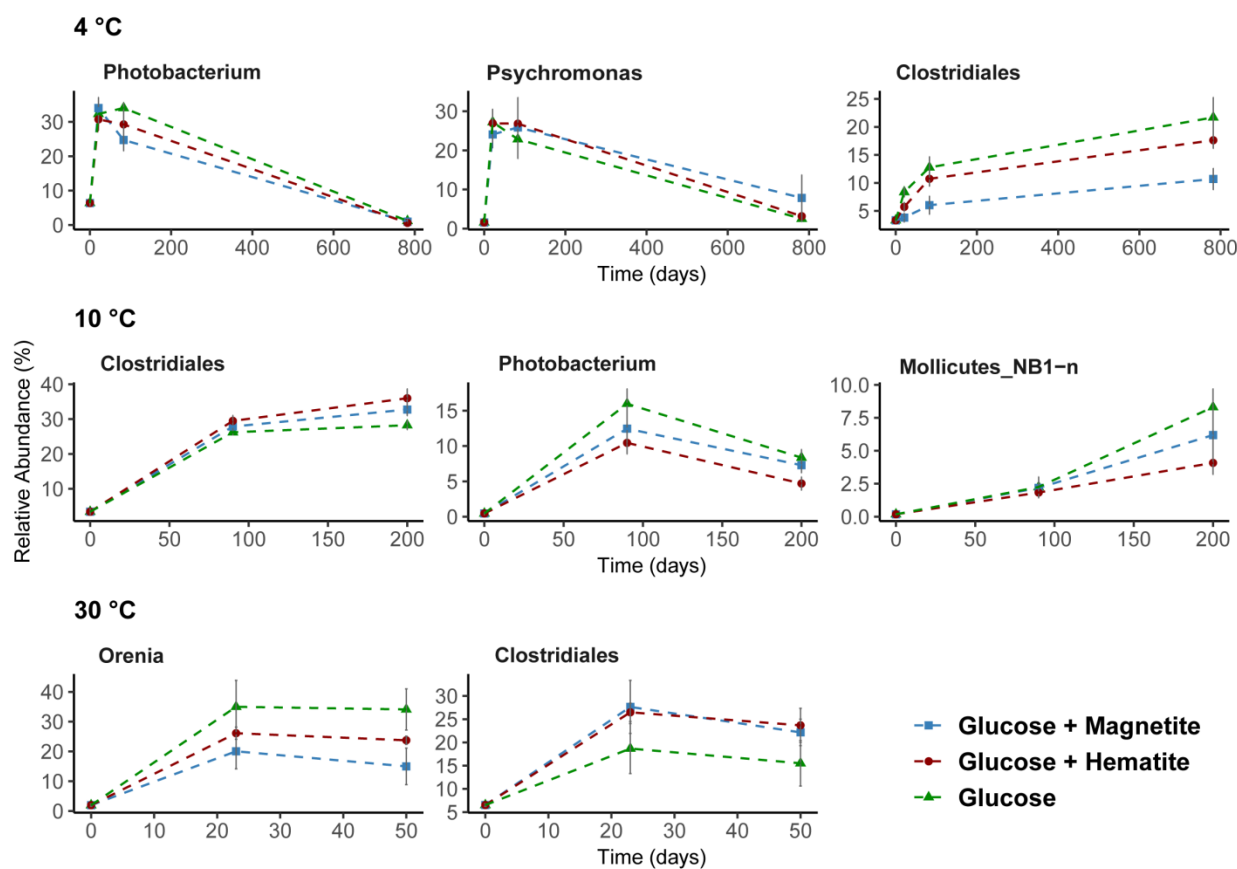 4 °C
Photobacterium
Psychromonas
Clostridiales
30
20
10
0
0 200 400 600 800
30
20
10
0
0 200 400 600 800
25
20
15
10
5
0 200 400 600 800
Time (days)
10 °C
Relative Abundance (%)
Clostridiales
Photobacterium
Mollicutes_NB1−n
40
30
20
10
0 50 100 150 200
15
10
5
0
0 50 100 150 200
10.0
7.5
5.0
2.5
0.0
0 50 100 150 200
Time (days)
30 °C
Orenia
Clostridiales
40
30
20
10
0
0 10 20 30 40 50
30
25
20
15
10
5
0 10 20 30 40 50
Time (days)
Glucose + Magnetite
Glucose + Hematite
Glucose